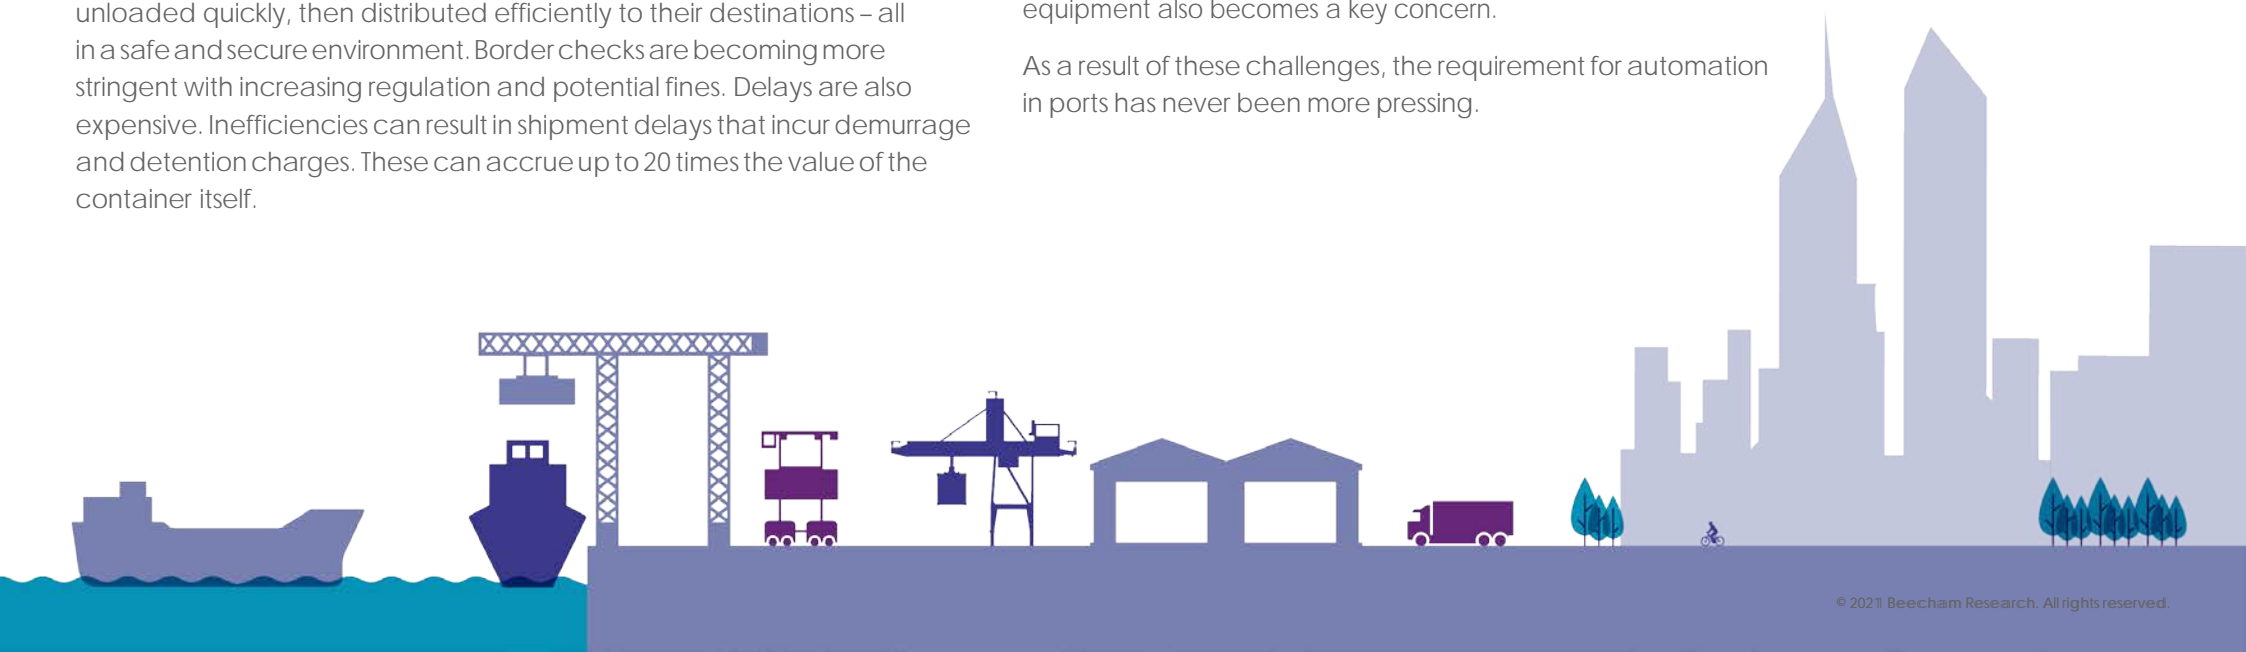 unloaded quickly, then distributed efficiently to their destinations – all
in a safe and secure environment. Border checks are becoming more
stringent with increasing regulation and potential fines. Delays are also
expensive. Inefficiencies can result in shipment delays that incur demurrage
and detention charges. These can accrue up to 20 times the value of the
container itself.
equipment also becomes a key concern.
As a result of these challenges, the requirement for automation
in ports has never been more pressing.
© 2021 Beecham Research. All rights reserved.